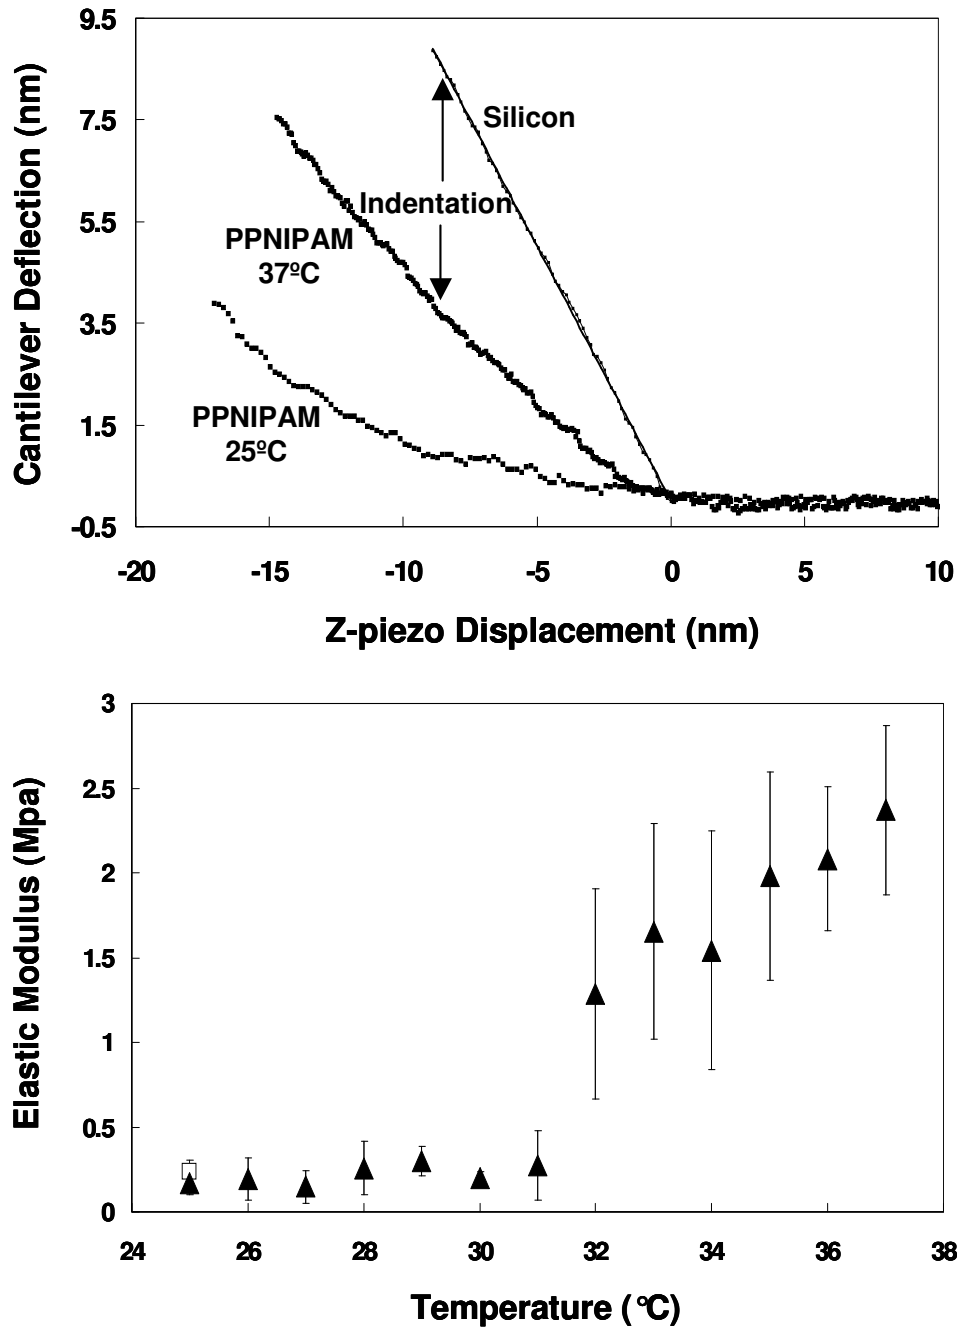 9.5
7.5
5.5
3.5
1.5
-0.5
Cantilever Deflection (nm)
Silicon
Indentation
PPNIPAM
37ºC
PPNIPAM
25ºC
-20 -15 -10 -5 0 5 10
Z-piezo Displacement (nm)
3
2.5
2
1.5
1
0.5
0
Elastic Modulus (Mpa)
24 26 28 30 32 34 36 38
Temperature (°C)